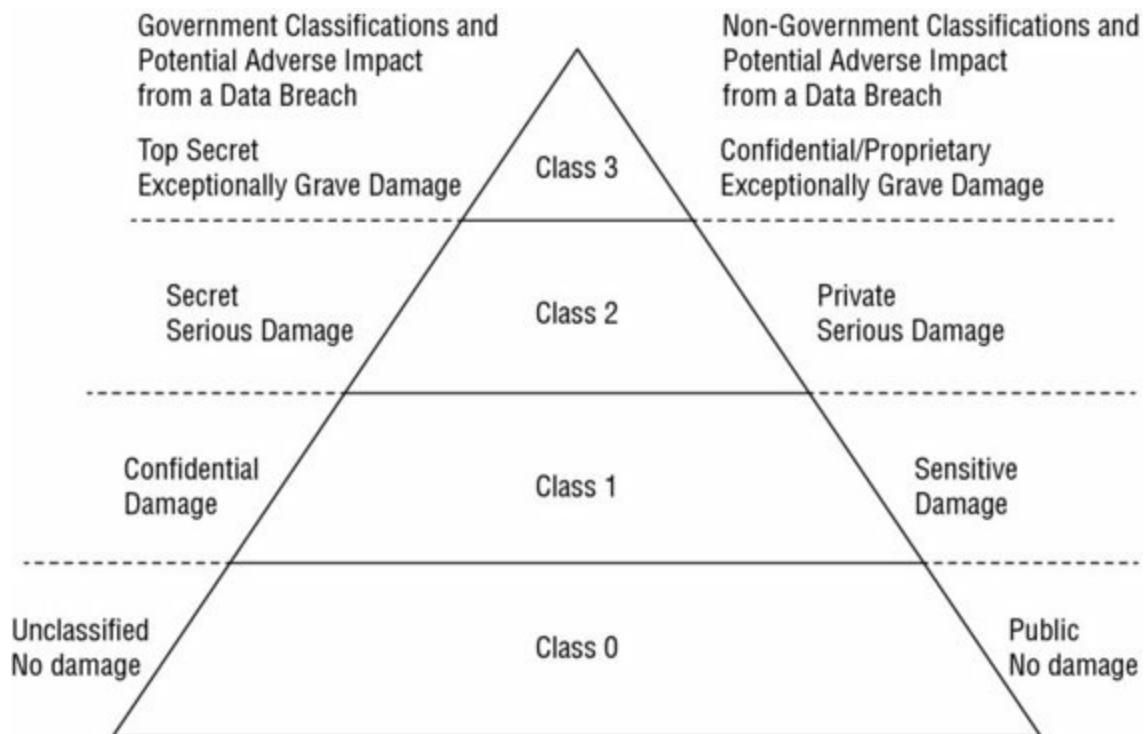 Government Classifications and
Potential Adverse Impact
from a Data Breach
Non-Government Classifications and
Potential Adverse Impact
from a Data Breach
Top Secret
Exceptionally Grave Damage
Class 3
Confidential/Proprietary
Exceptionally Grave Damage
Secret
Serious Damage
Class 2
Private
Serious Damage
Confidential
Damage
Class 1
Sensitive
Damage
Unclassified
No damage
Class 0
Public
No damage